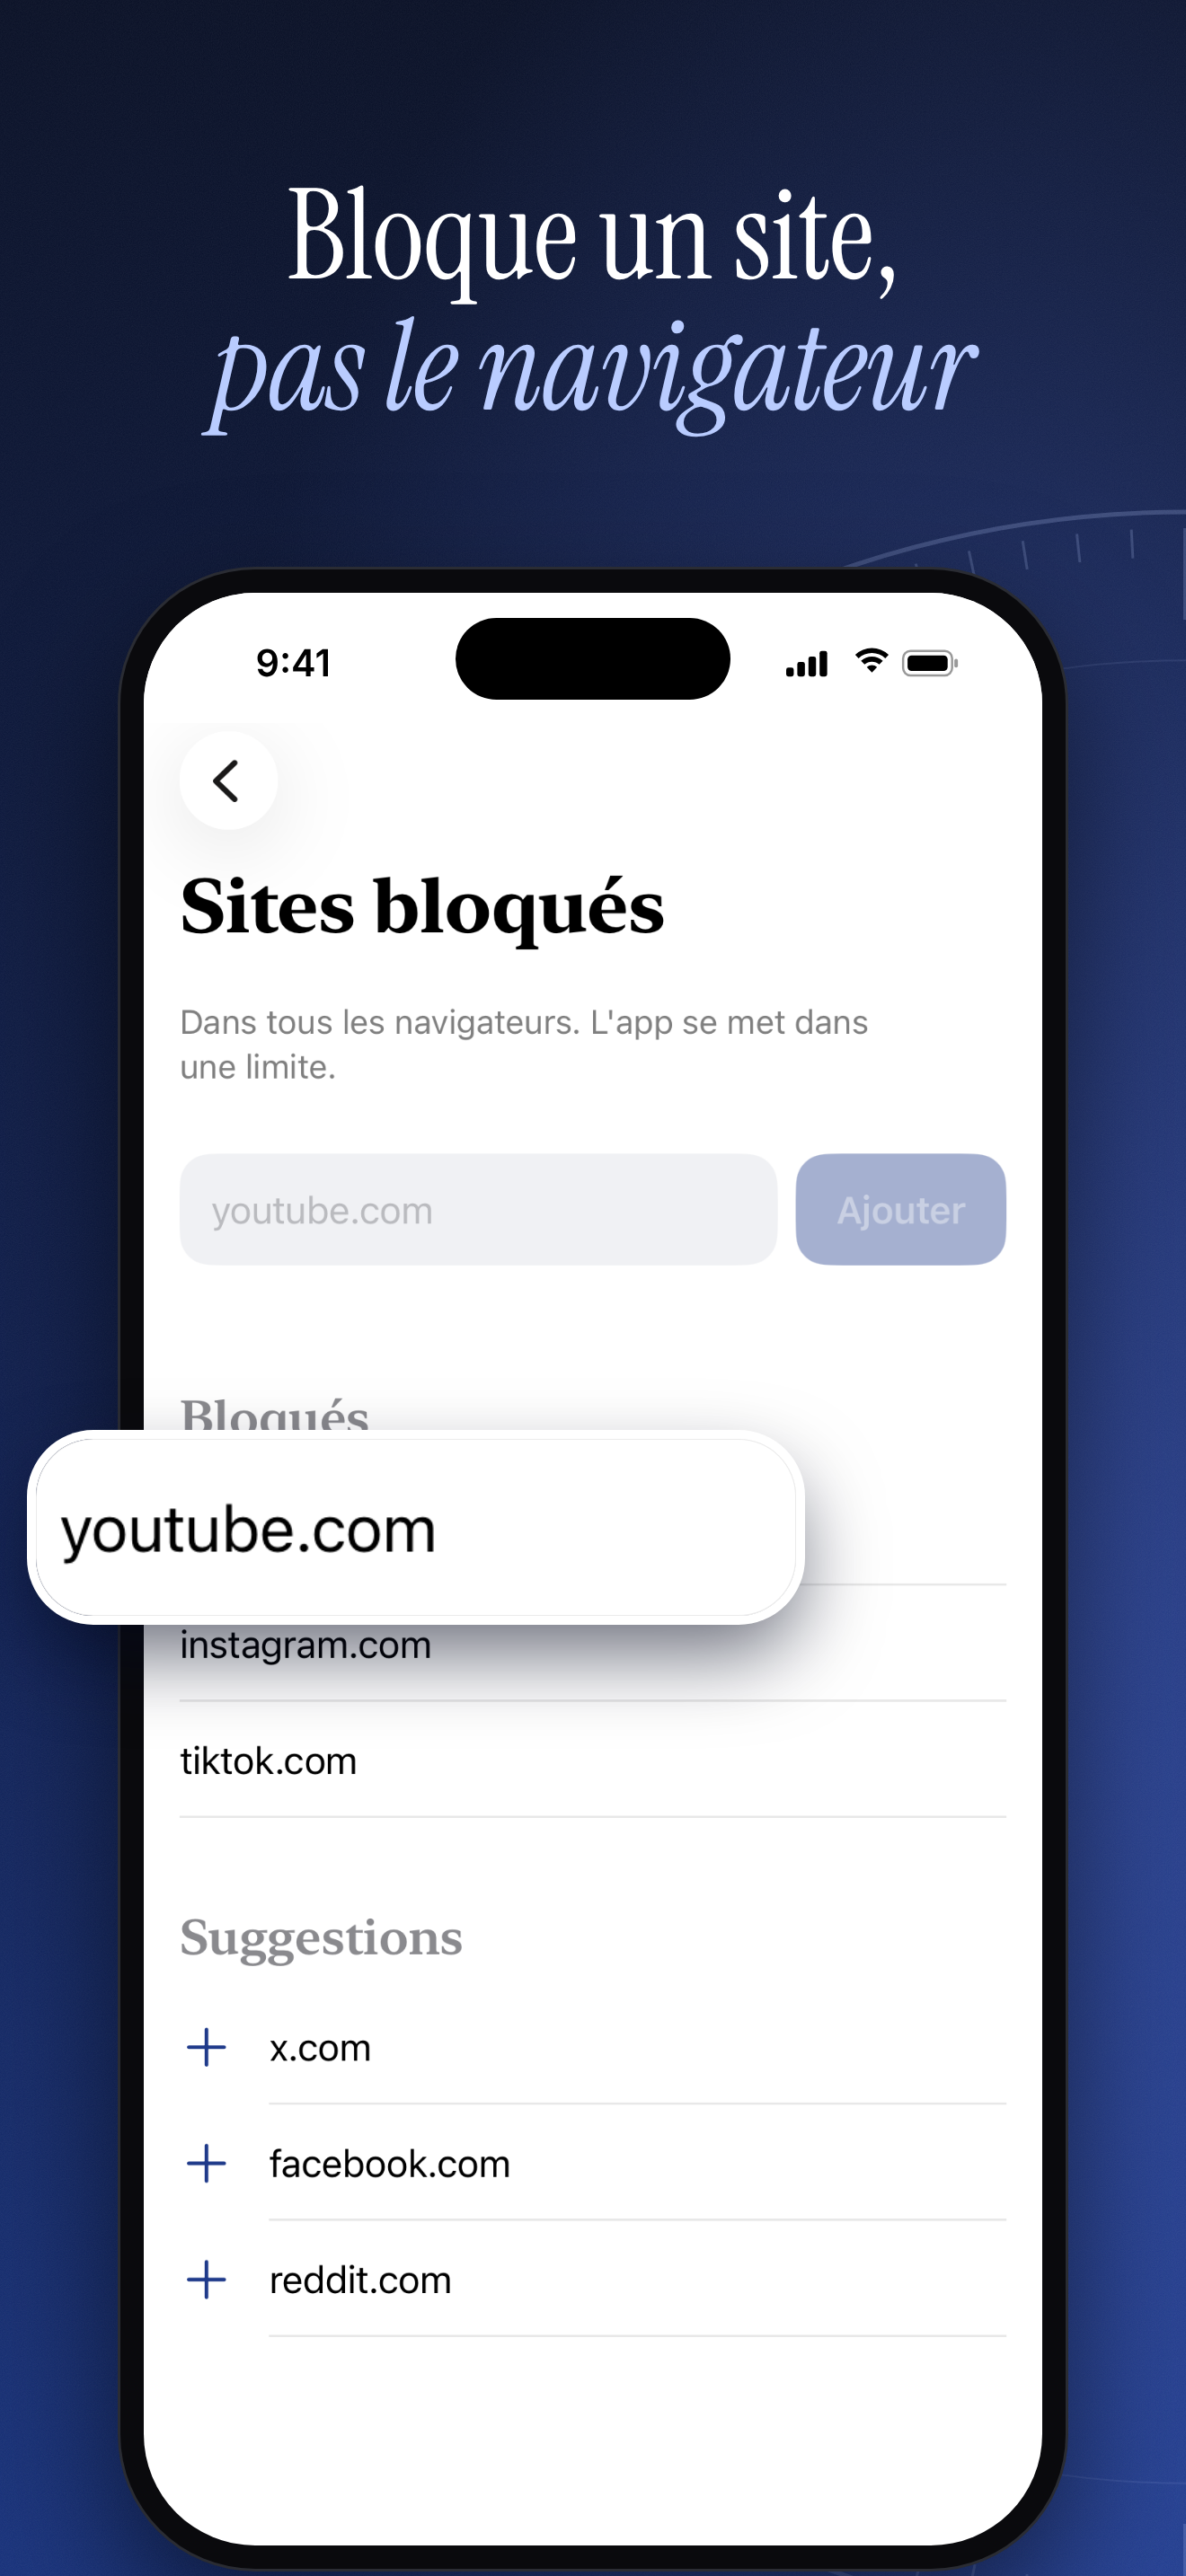 Bloque un site,
pas le navigateur
9:41
Sites bloqués
Dans tous les navigateurs. L'app se met dans
une limite.
youtube.com
Ajouter
Bloqués
youtube.com
instagram.com
tiktok.com
Suggestions
x.com
facebook.com
reddit.com